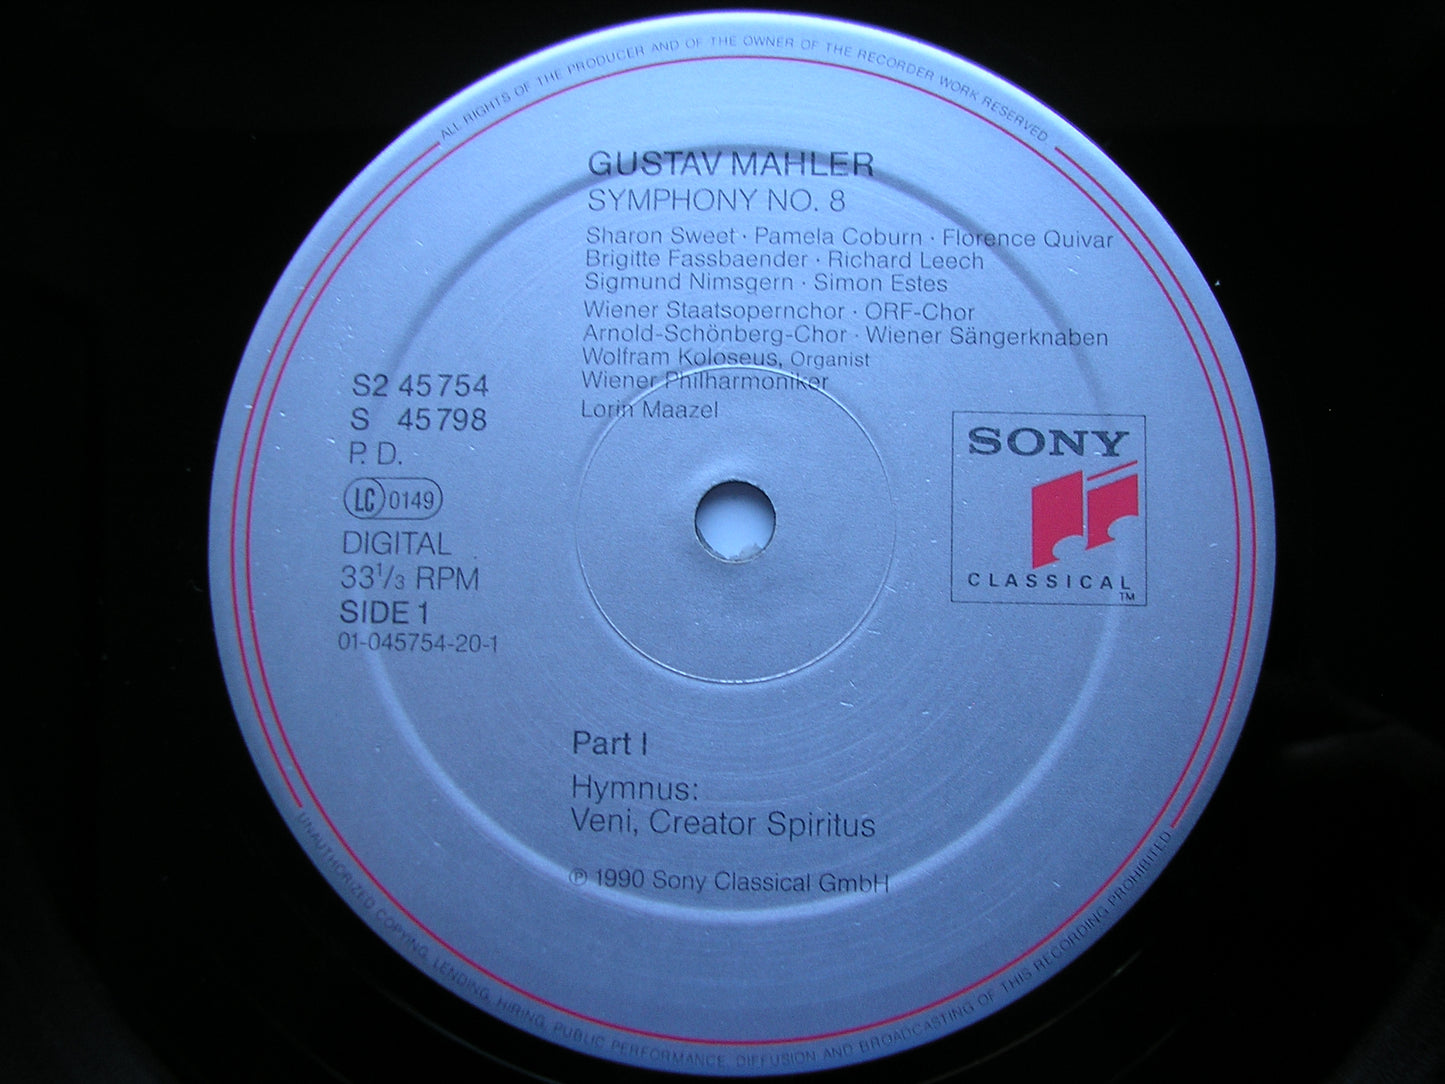 ALL RIGHTS OF THE PRODUCER AND OF THE OWNER OF THE RECORDER WORK RESERVED
GUSTAV MAHLER
SYMPHONY NO. 8
Sharon Sweet · Pamela Coburn · Florence Quivar
Brigitte Fassbaender · Richard Leech
Sigmund Nimsgern · Simon Estes
Wiener Staatsopernchor · ORF-Chor
Arnold-Schönberg-Chor · Wiener Sängerknaben
Wolfram Koloseus, Organist
Wiener Philharmoniker
Lorin Maazel
S2 45754
S 45798
P. D.
LC 0149
DIGITAL
33 1/3 RPM
SIDE 1
01-045754-20-1
SONY
CLASSICAL
TM
Part I
Hymnus:
Veni, Creator Spiritus
℗ 1990 Sony Classical GmbH
UNAUTHORIZED COPYING, LENDING, HIRING, PUBLIC PERFORMANCE, DIFFUSION AND BROADCASTING OF THIS RECORDING PROHIBITED